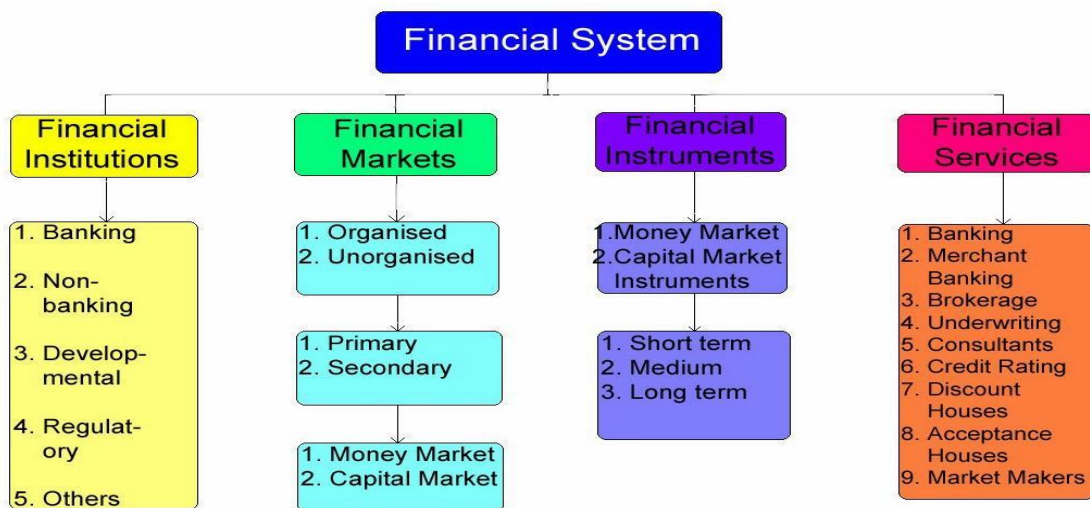 Financial System
Financial
Institutions
1. Banking
2. Non-
banking
3. Develop-
mental
4. Regulat-
ory
5. Others
Financial
Markets
1. Organised
2. Unorganised
1. Primary
2. Secondary
1. Money Market
2. Capital Market
Financial
Instruments
1.Money Market
2.Capital Market
Instruments
1. Short term
2. Medium
3. Long term
Financial
Services
1. Banking
2. Merchant
Banking
3. Brokerage
4. Underwriting
5. Consultants
6. Credit Rating
7. Discount
Houses
8. Acceptance
Houses
9. Market Makers